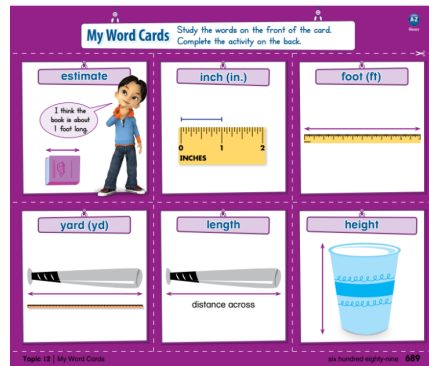 My Word Cards
Study the words on the front of the card.
Complete the activity on the back.
A-Z
Glossary
estimate
I think the
book is about
1 foot long.
inch (in.)
0 1 2
INCHES
foot (ft)
yard (yd)
length
distance across
height
Topic 12 | My Word Cards
six hundred eighty-nine 689